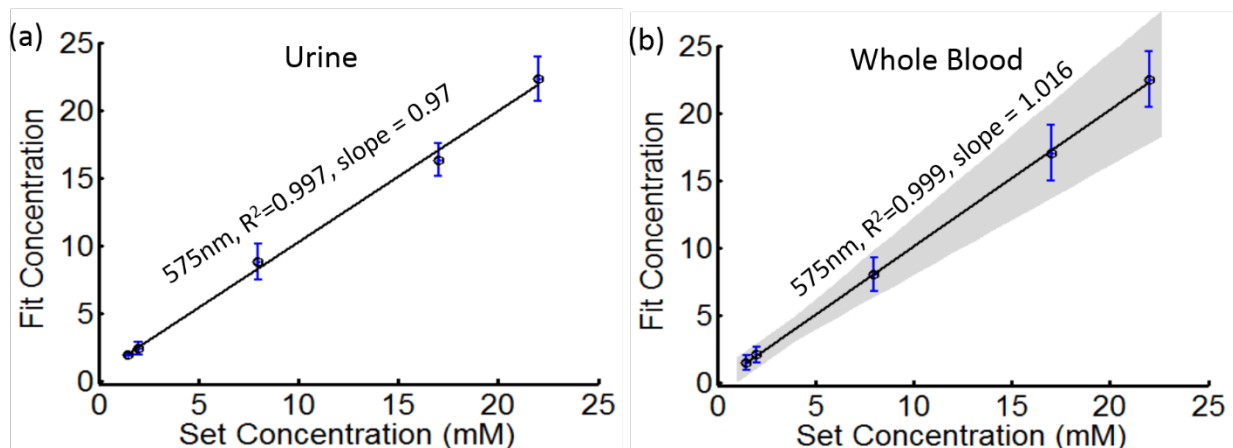 (a)
Urine
575nm, R²=0.997, slope = 0.97
Fit Concentration
25
20
15
10
5
0
0 5 10 15 20 25
Set Concentration (mM)
(b)
Whole Blood
575nm, R²=0.999, slope = 1.016
Fit Concentration
25
20
15
10
5
0
0 5 10 15 20 25
Set Concentration (mM)